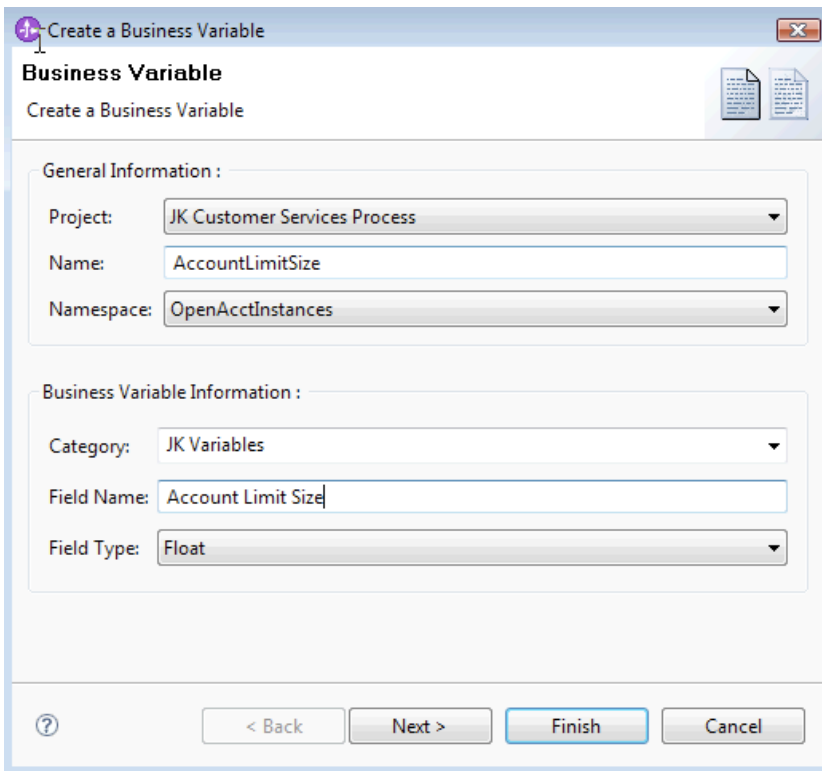 Create a Business Variable
Business Variable
Create a Business Variable
General Information :
Project: JK Customer Services Process
Name: AccountLimitSize
Namespace: OpenAcctInstances
Business Variable Information :
Category: JK Variables
Field Name: Account Limit Size
Field Type: Float
? < Back Next > Finish Cancel